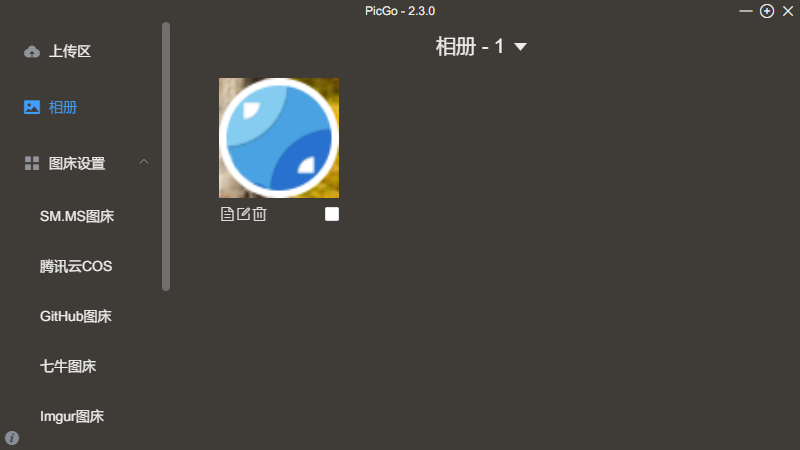 PicGo - 2.3.0
上传区
相册
图床设置
SM.MS图床
腾讯云COS
GitHub图床
七牛图床
Imgur图床
相册 - 1